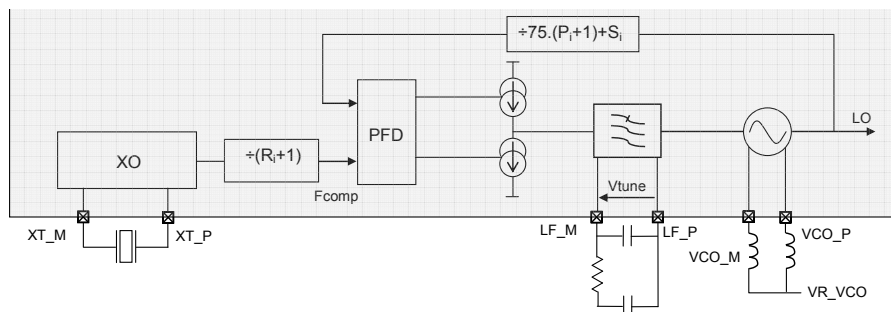 ÷75.(Pi+1)+Si
LO
PFD
XO
÷(Ri+1)
Fcomp
Vtune
XT_M
XT_P
LF_M
LF_P
VCO_M
VCO_P
VR_VCO